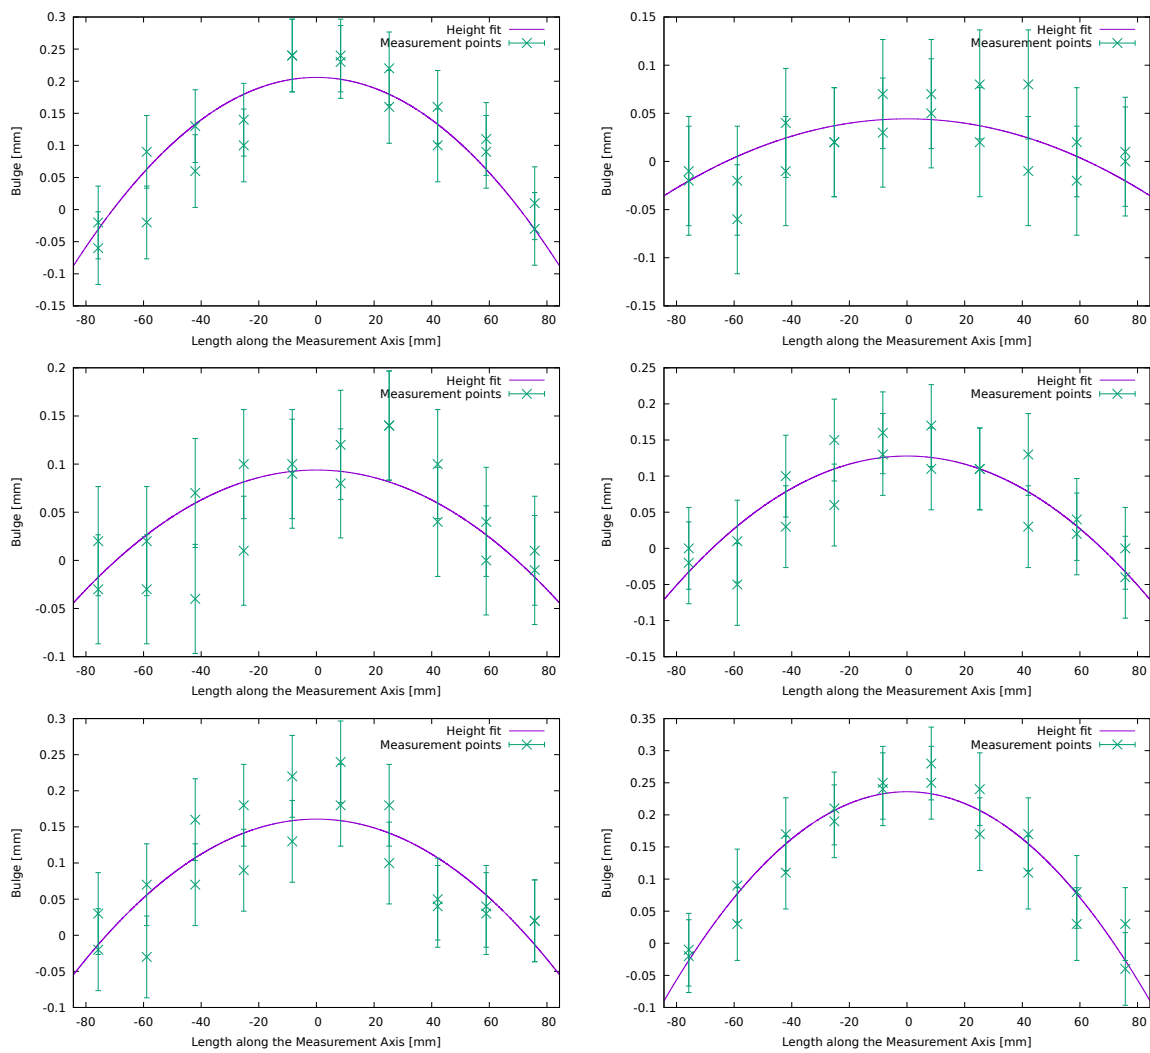 0.3
0.25
0.2
0.15
0.1
0.05
0
-0.05
-0.1
-0.15
Bulge [mm]
Height fit
Measurement points
-80 -60 -40 -20 0 20 40 60 80
Length along the Measurement Axis [mm]
0.15
0.1
0.05
0
-0.05
-0.1
-0.15
Bulge [mm]
Height fit
Measurement points
-80 -60 -40 -20 0 20 40 60 80
Length along the Measurement Axis [mm]
0.2
0.15
0.1
0.05
0
-0.05
-0.1
Bulge [mm]
Height fit
Measurement points
-80 -60 -40 -20 0 20 40 60 80
Length along the Measurement Axis [mm]
0.25
0.2
0.15
0.1
0.05
0
-0.05
-0.1
-0.15
Bulge [mm]
Height fit
Measurement points
-80 -60 -40 -20 0 20 40 60 80
Length along the Measurement Axis [mm]
0.3
0.25
0.2
0.15
0.1
0.05
0
-0.05
-0.1
Bulge [mm]
Height fit
Measurement points
-80 -60 -40 -20 0 20 40 60 80
Length along the Measurement Axis [mm]
0.35
0.3
0.25
0.2
0.15
0.1
0.05
0
-0.05
-0.1
Bulge [mm]
Height fit
Measurement points
-80 -60 -40 -20 0 20 40 60 80
Length along the Measurement Axis [mm]